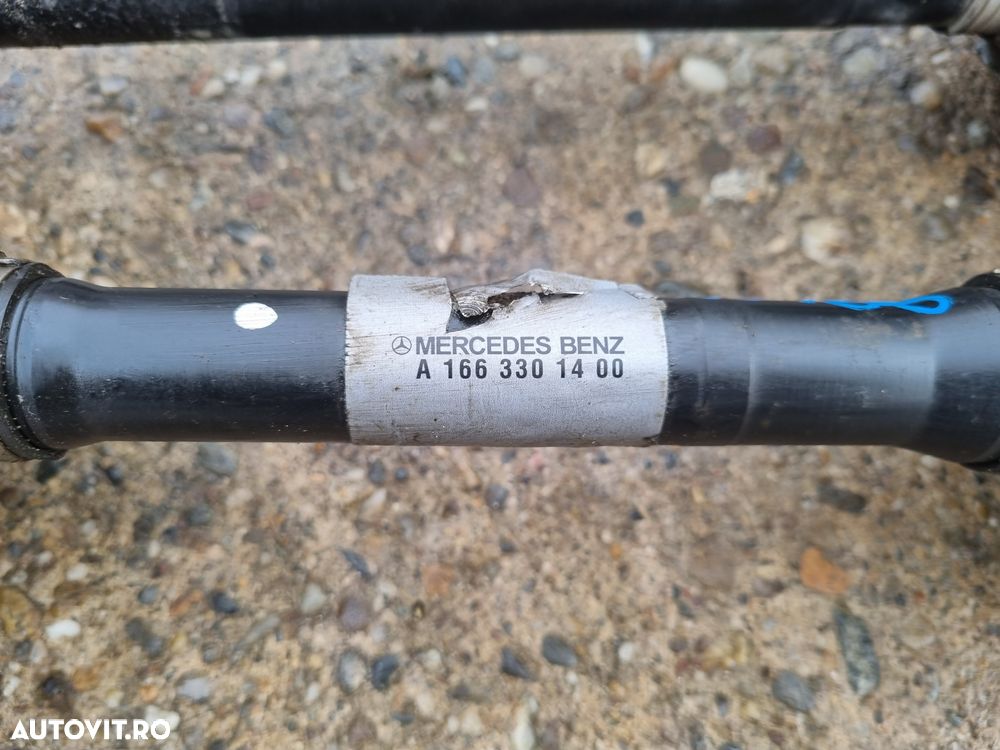 MERCEDES BENZ
A 166 330 14 00
AUTOVIT.RO